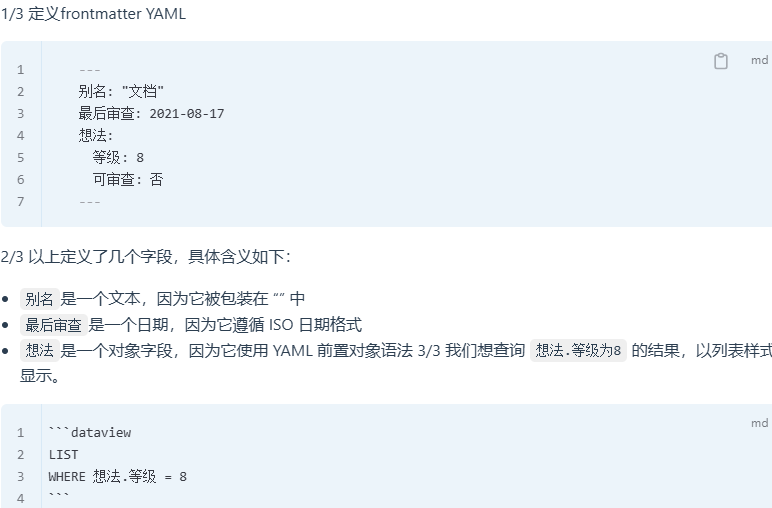 1/3 定义frontmatter YAML
md
1 ---
2 别名: "文档"
3 最后审查: 2021-08-17
4 想法:
5 等级: 8
6 可审查: 否
7 ---
2/3 以上定义了几个字段，具体含义如下：
别名 是一个文本，因为它被包装在 “” 中
最后审查 是一个日期，因为它遵循 ISO 日期格式
想法 是一个对象字段，因为它使用 YAML 前置对象语法 3/3 我们想查询 想法.等级为8 的结果，以列表样式
显示。
md
1 ```dataview
2 LIST
3 WHERE 想法.等级 = 8
4 ```